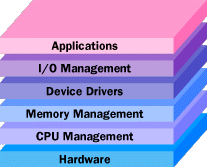 Applications
I/O Management
Device Drivers
Memory Management
CPU Management
Hardware